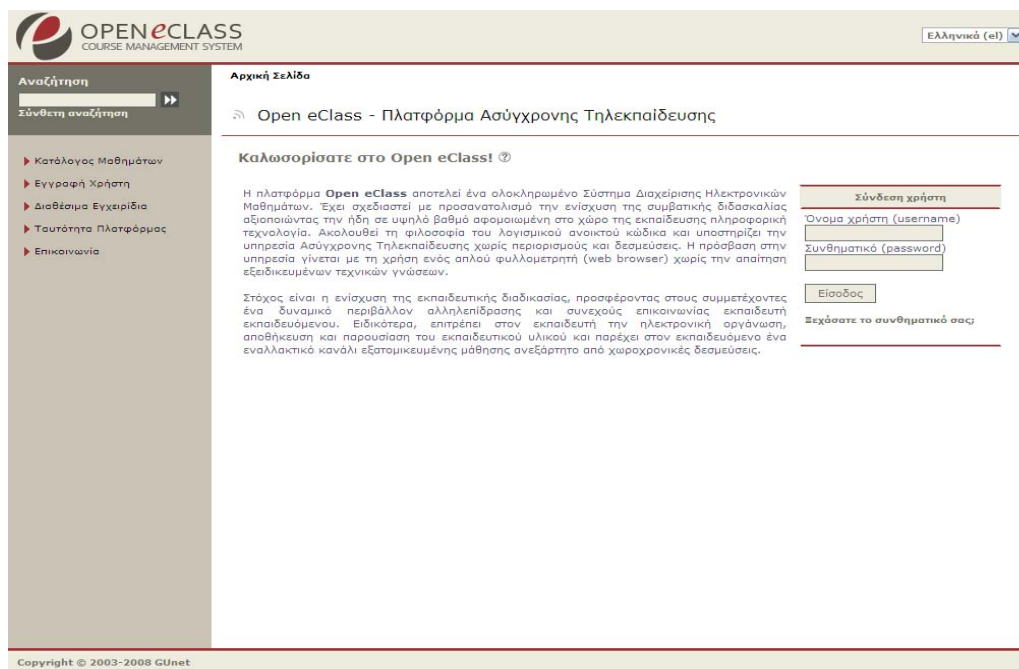 OPEN eCLASS
COURSE MANAGEMENT SYSTEM
Ελληνικά (el)
Αναζήτηση
Σύνθετη αναζήτηση
Κατάλογος Μαθημάτων
Εγγραφή Χρήστη
Διαθέσιμα Εγχειρίδια
Ταυτότητα Πλατφόρμας
Επικοινωνία
Αρχική Σελίδα
Open eClass - Πλατφόρμα Ασύγχρονης Τηλεκπαίδευσης
Καλωσορίσατε στο Open eClass!
Η πλατφόρμα Open eClass αποτελεί ένα ολοκληρωμένο Σύστημα Διαχείρισης Ηλεκτρονικών
Μαθημάτων. Έχει σχεδιαστεί με προσανατολισμό την ενίσχυση της συμβατικής διδασκαλίας
αξιοποιώντας την ήδη σε υψηλό βαθμό αφομοιωμένη στο χώρο της εκπαίδευσης πληροφορική
τεχνολογία. Ακολουθεί τη φιλοσοφία του λογισμικού ανοικτού κώδικα και υποστηρίζει την
υπηρεσία Ασύγχρονης Τηλεκπαίδευσης χωρίς περιορισμούς και δεσμεύσεις. Η πρόσβαση στην
υπηρεσία γίνεται με τη χρήση ενός απλού φυλλομετρητή (web browser) χωρίς την απαίτηση
εξειδικευμένων τεχνικών γνώσεων.
Στόχος είναι η ενίσχυση της εκπαιδευτικής διαδικασίας, προσφέροντας στους συμμετέχοντες
ένα δυναμικό περιβάλλον αλληλεπίδρασης και συνεχούς επικοινωνίας εκπαιδευτή
εκπαιδευόμενου. Ειδικότερα, επιτρέπει στον εκπαιδευτή την ηλεκτρονική οργάνωση,
αποθήκευση και παρουσίαση του εκπαιδευτικού υλικού και παρέχει στον εκπαιδευόμενο ένα
εναλλακτικό κανάλι εξατομικευμένης μάθησης ανεξάρτητο από χωροχρονικές δεσμεύσεις.
Σύνδεση χρήστη
Όνομα χρήστη (username)
Συνθηματικό (password)
Είσοδος
Ξεχάσατε το συνθηματικό σας;
Copyright © 2003-2008 GUnet